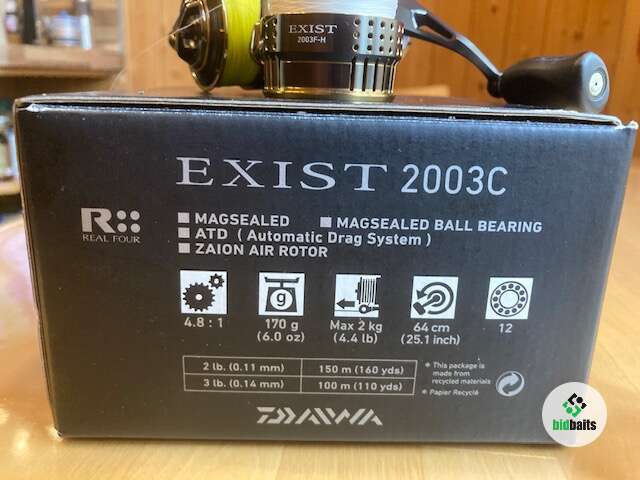 EXIST
2003F-H
EXIST 2003C
R
REAL FOUR
MAGSEALED
MAGSEALED BALL BEARING
ATD ( Automatic Drag System )
ZAION AIR ROTOR
4.8 : 1
g
170 g
(6.0 oz)
Max 2 kg
(4.4 lb)
64 cm
(25.1 inch)
12
2 lb. (0.11 mm) 150 m (160 yds)
3 lb. (0.14 mm) 100 m (110 yds)
* This package is
made from
recycled materials
* Papier Recyclé
DAIWA
bidbaits